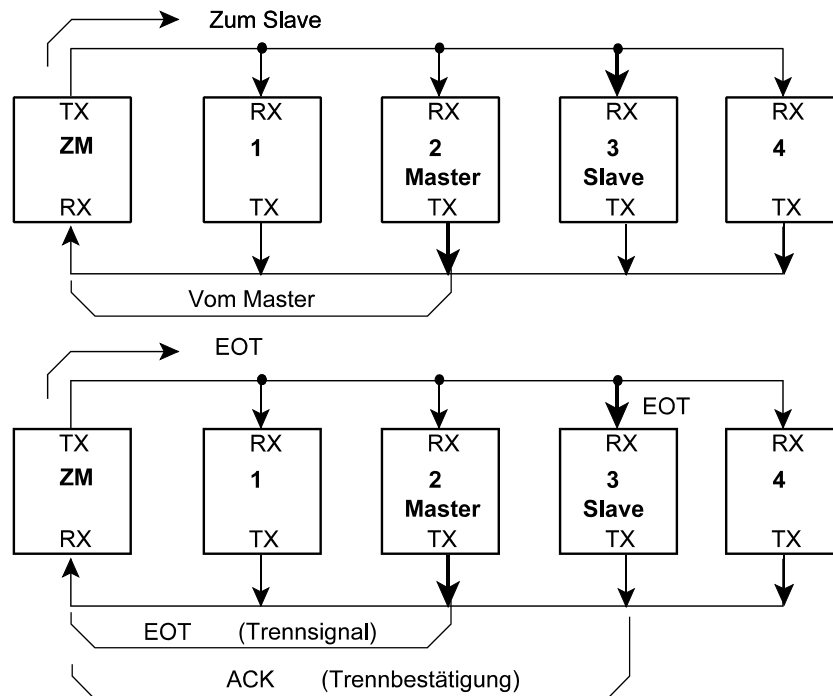 Zum Slave
TX RX RX RX RX
ZM 1 2 3 4
Master Slave
RX TX TX TX TX
Vom Master
EOT
EOT
TX RX RX RX RX
ZM 1 2 3 4
Master Slave
RX TX TX TX TX
EOT (Trennsignal)
ACK (Trennbestätigung)